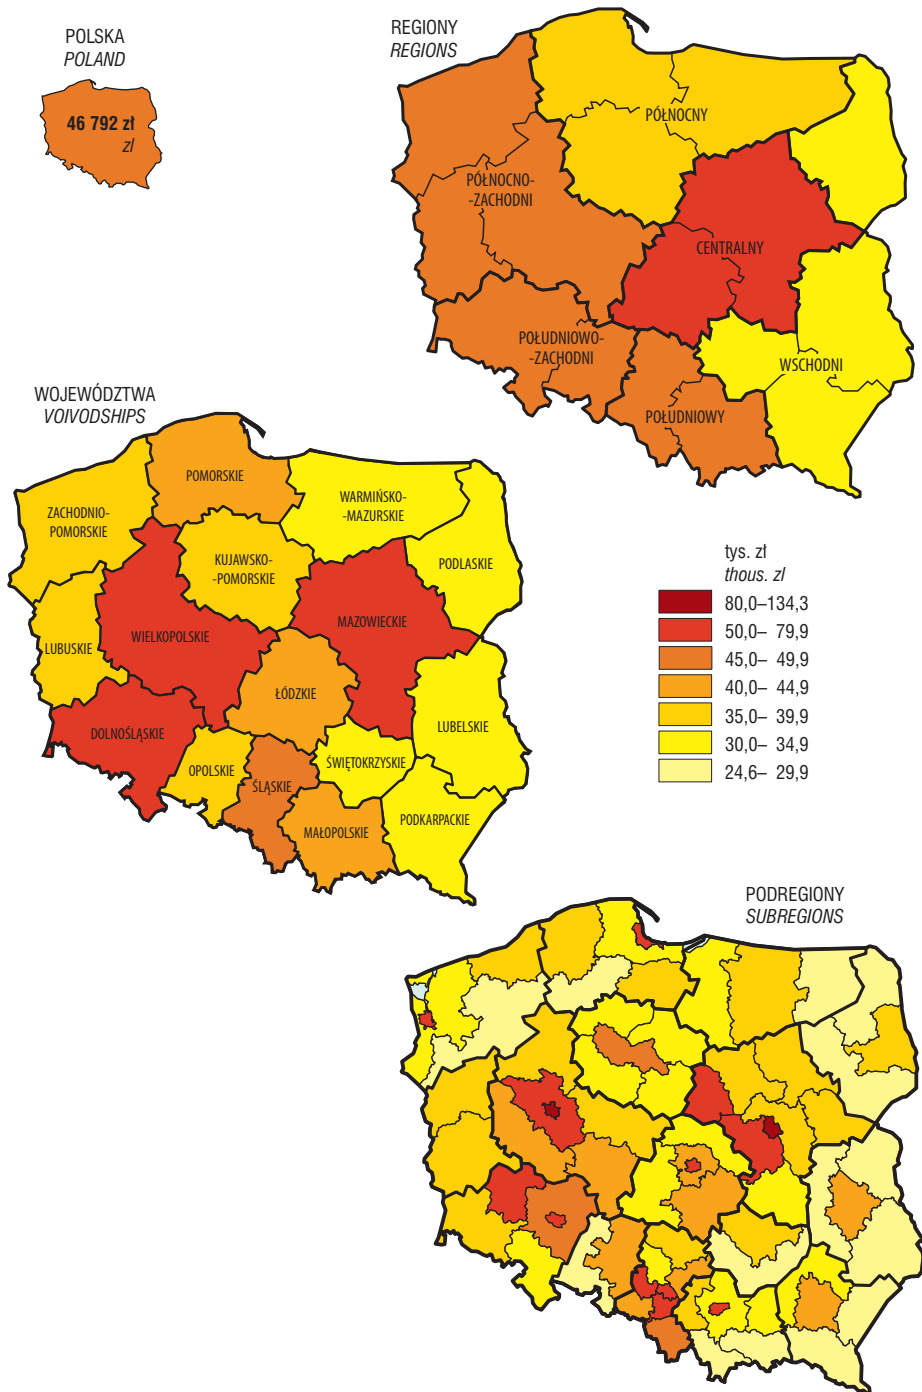 POLSKA
POLAND
46 792 zł
zl
REGIONY
REGIONS
PÓŁNOCNY
PÓŁNOCNO-
-ZACHODNI
CENTRALNY
POŁUDNIOWO-
-ZACHODNI
WSCHODNI
POŁUDNIOWY
WOJEWÓDZTWA
VOIVODSHIPS
POMORSKIE
WARMIŃSKO-
-MAZURSKIE
ZACHODNIO-
POMORSKIE
KUJAWSKO-
-POMORSKIE
PODLASKIE
MAZOWIECKIE
WIELKOPOLSKIE
LUBUSKIE
ŁÓDZKIE
LUBELSKIE
DOLNOŚLĄSKIE
OPOLSKIE
ŚWIĘTOKRZYSKIE
ŚLĄSKIE
PODKARPACKIE
MAŁOPOLSKIE
tys. zł
thous. zl
80,0–134,3
50,0– 79,9
45,0– 49,9
40,0– 44,9
35,0– 39,9
30,0– 34,9
24,6– 29,9
PODREGIONY
SUBREGIONS